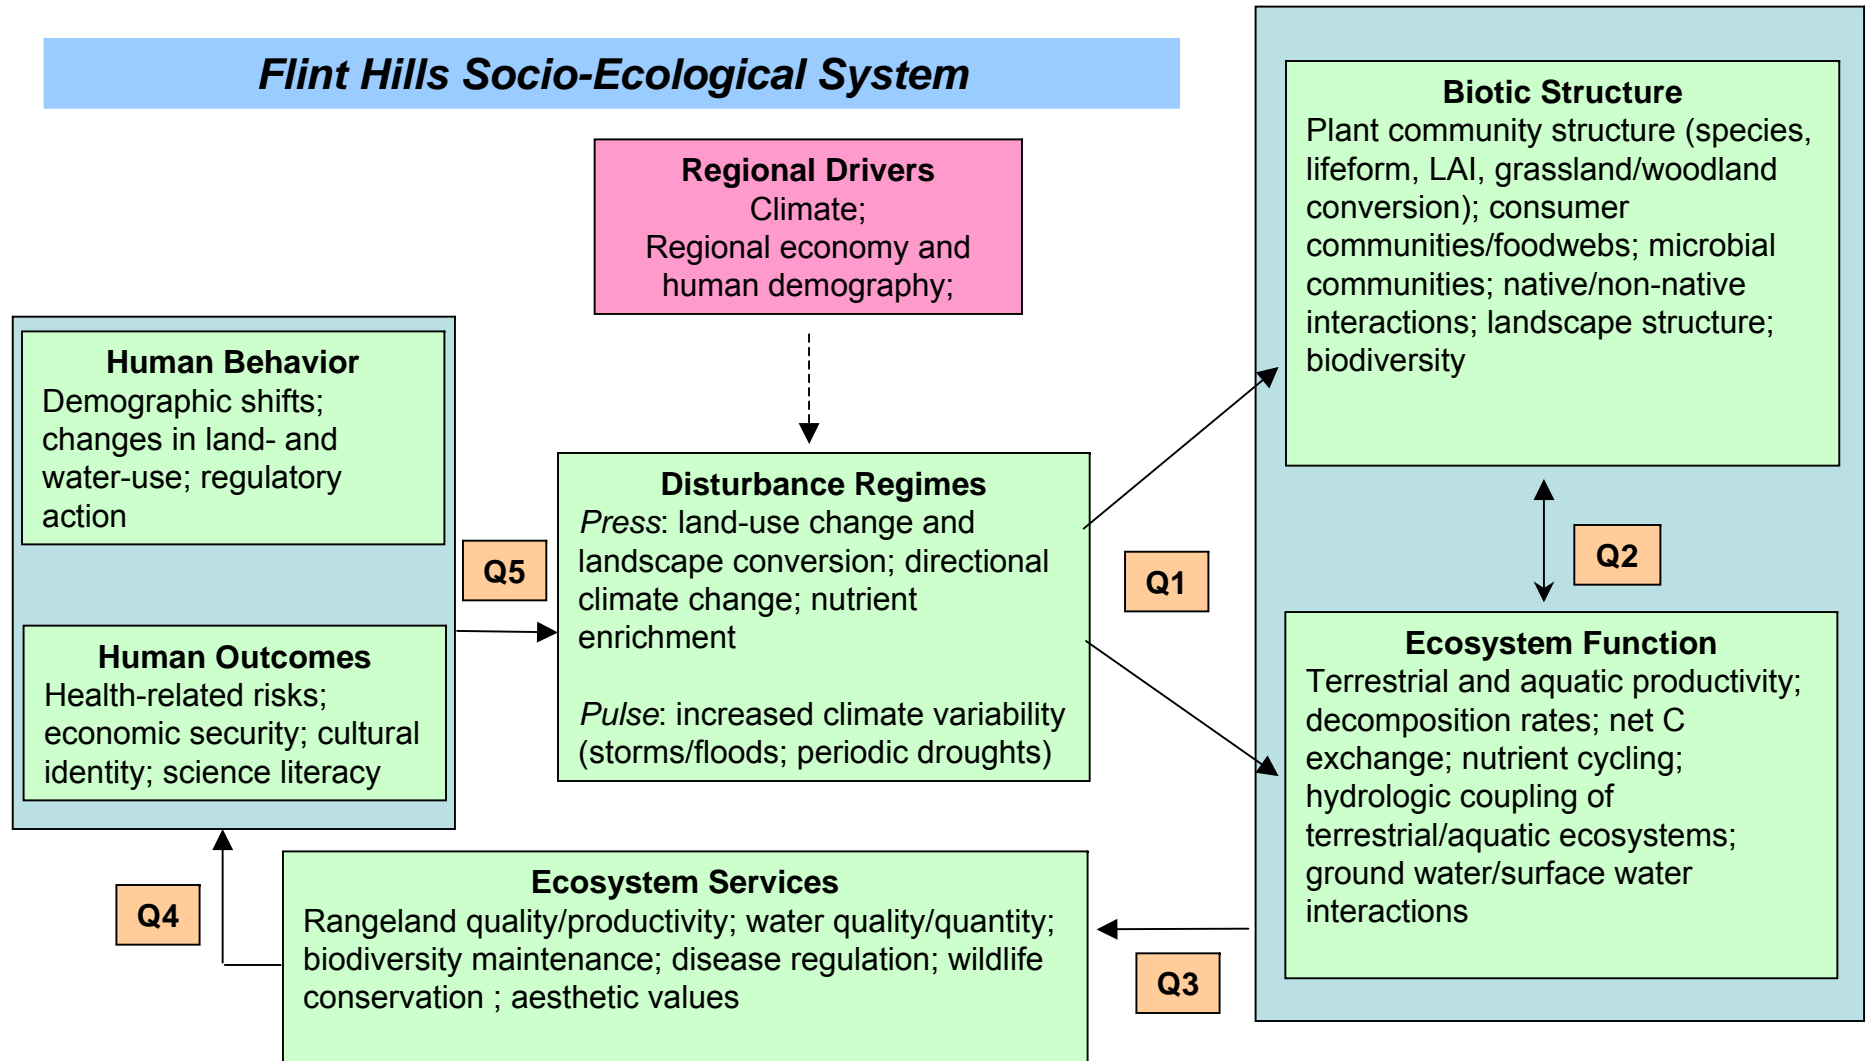 Flint Hills Socio-Ecological System
Regional Drivers
Climate;
Regional economy and
human demography;
Biotic Structure
Plant community structure (species,
lifeform, LAI, grassland/woodland
conversion); consumer
communities/foodwebs; microbial
communities; native/non-native
interactions; landscape structure;
biodiversity
Human Behavior
Demographic shifts;
changes in land- and
water-use; regulatory
action
Human Outcomes
Health-related risks;
economic security; cultural
identity; science literacy
Q5
Disturbance Regimes
Press: land-use change and
landscape conversion; directional
climate change; nutrient
enrichment
Pulse: increased climate variability
(storms/floods; periodic droughts)
Q1
Q2
Ecosystem Function
Terrestrial and aquatic productivity;
decomposition rates; net C
exchange; nutrient cycling;
hydrologic coupling of
terrestrial/aquatic ecosystems;
ground water/surface water
interactions
Q4
Ecosystem Services
Rangeland quality/productivity; water quality/quantity;
biodiversity maintenance; disease regulation; wildlife
conservation ; aesthetic values
Q3